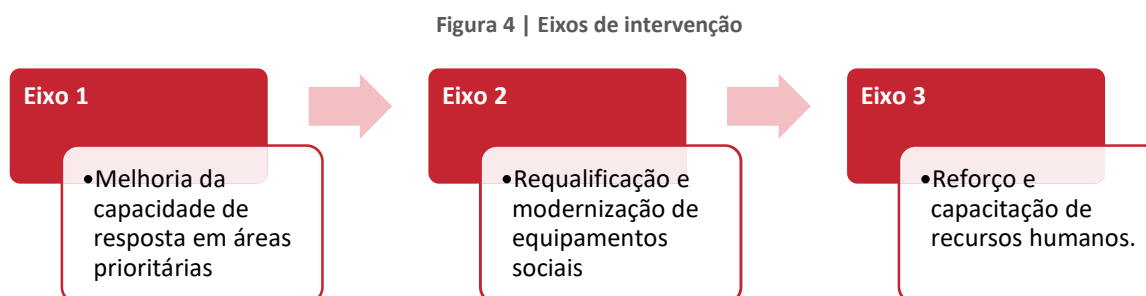 Figura 4 | Eixos de intervenção
Eixo 1
•Melhoria da
capacidade de
resposta em áreas
prioritárias
Eixo 2
•Requalificação e
modernização de
equipamentos
sociais
Eixo 3
•Reforço e
capacitação de
recursos humanos.